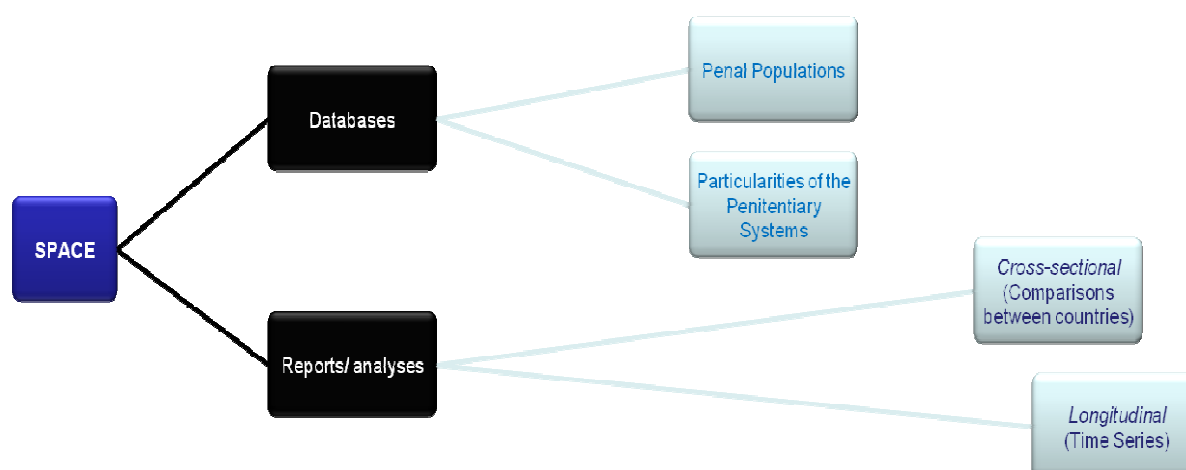 Penal Populations
Databases
Particularities of the
Penitentiary
Systems
SPACE
Cross-sectional
(Comparisons
between countries)
Reports/ analyses
Longitudinal
(Time Series)